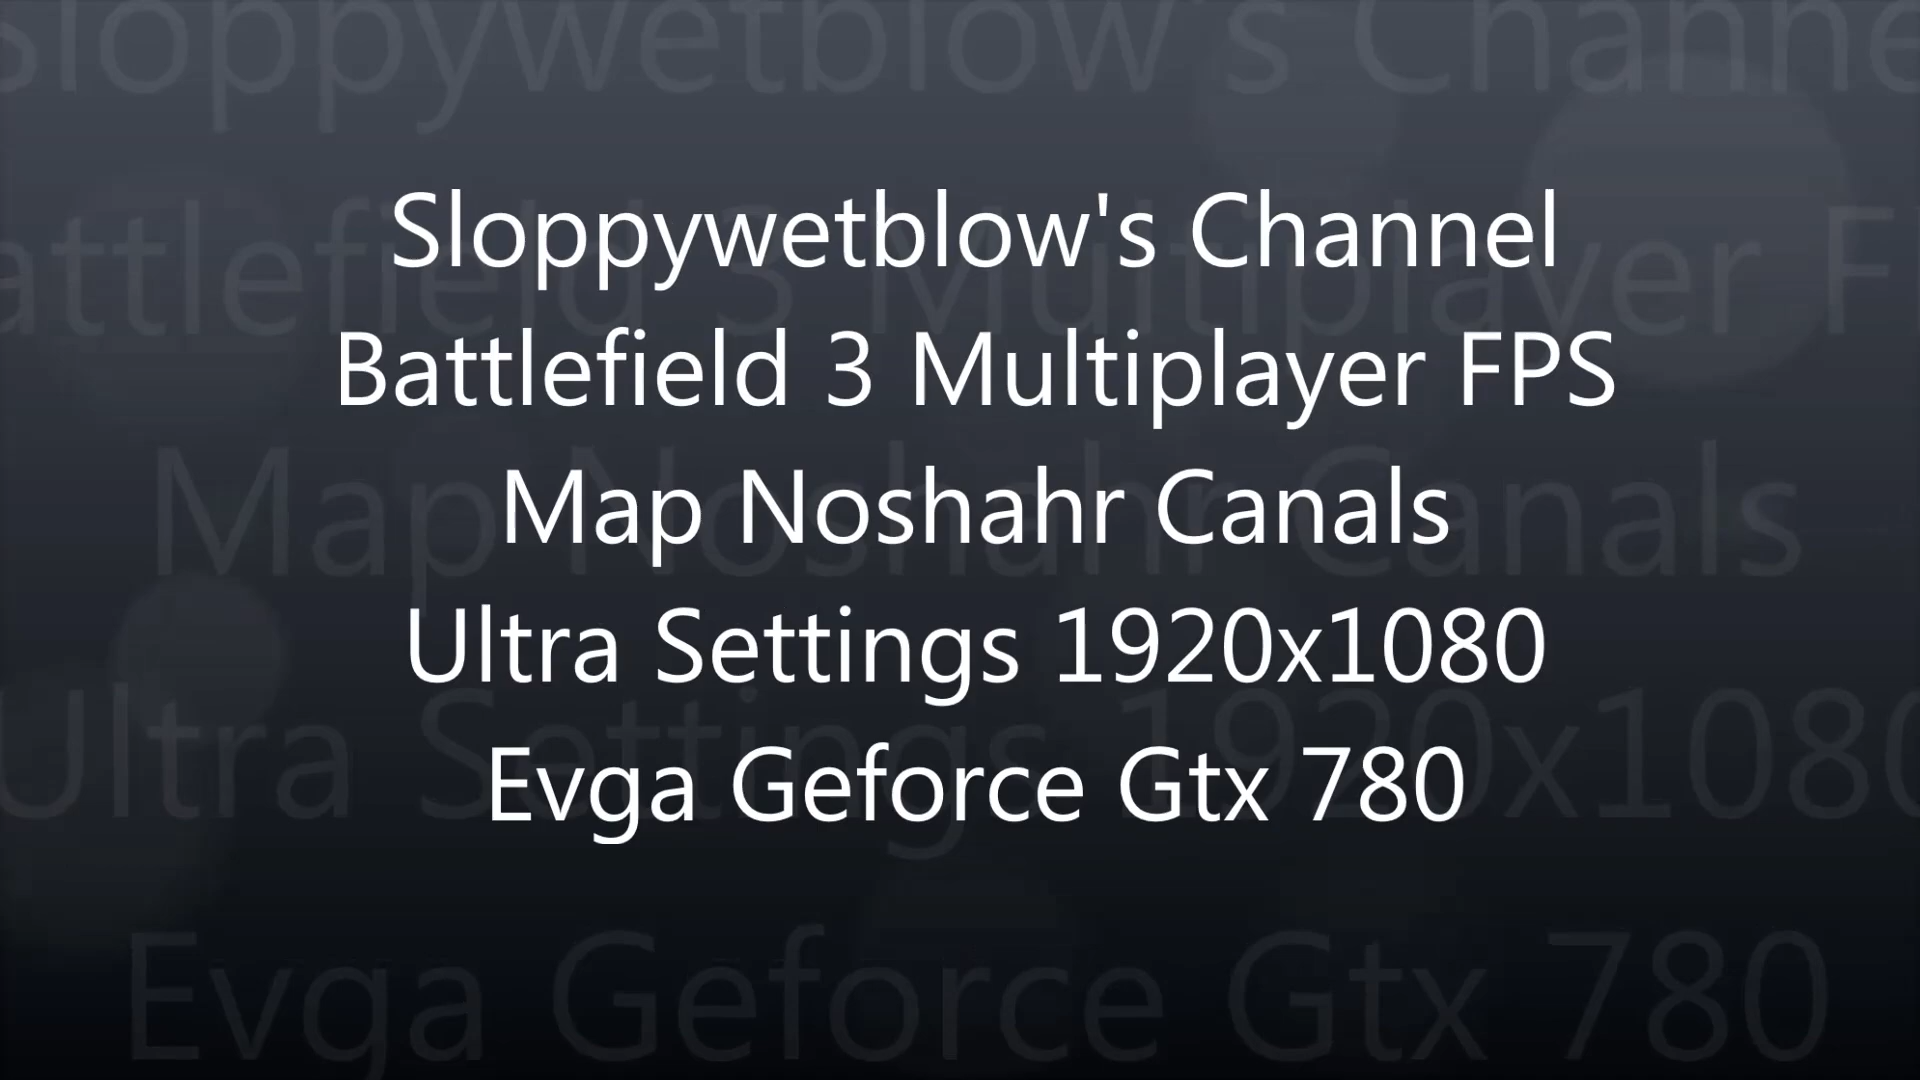 Sloppywetblow's Channel
Battlefield 3 Multiplayer FPS
Map Noshahr Canals
Ultra Settings 1920x1080
Evga Geforce Gtx 780